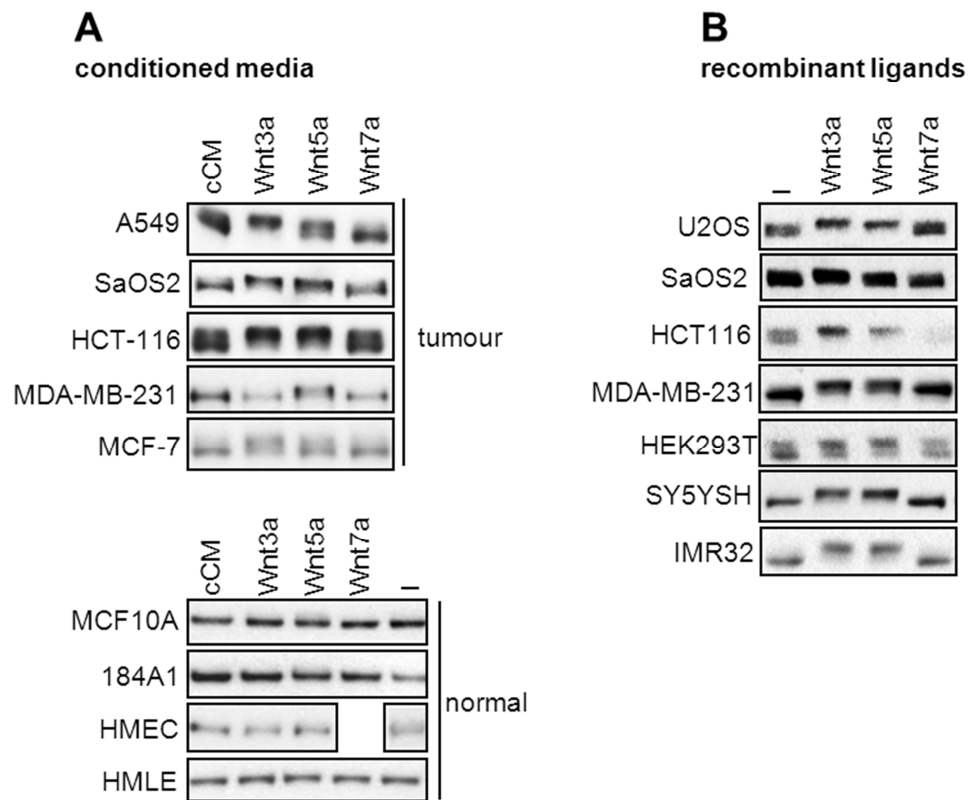 A
conditioned media
cCM Wnt3a Wnt5a Wnt7a
A549
SaOS2
HCT-116
MDA-MB-231
MCF-7
tumour
cCM Wnt3a Wnt5a Wnt7a –
MCF10A
184A1
HMEC
HMLE
normal
B
recombinant ligands
– Wnt3a Wnt5a Wnt7a
U2OS
SaOS2
HCT116
MDA-MB-231
HEK293T
SY5YSH
IMR32